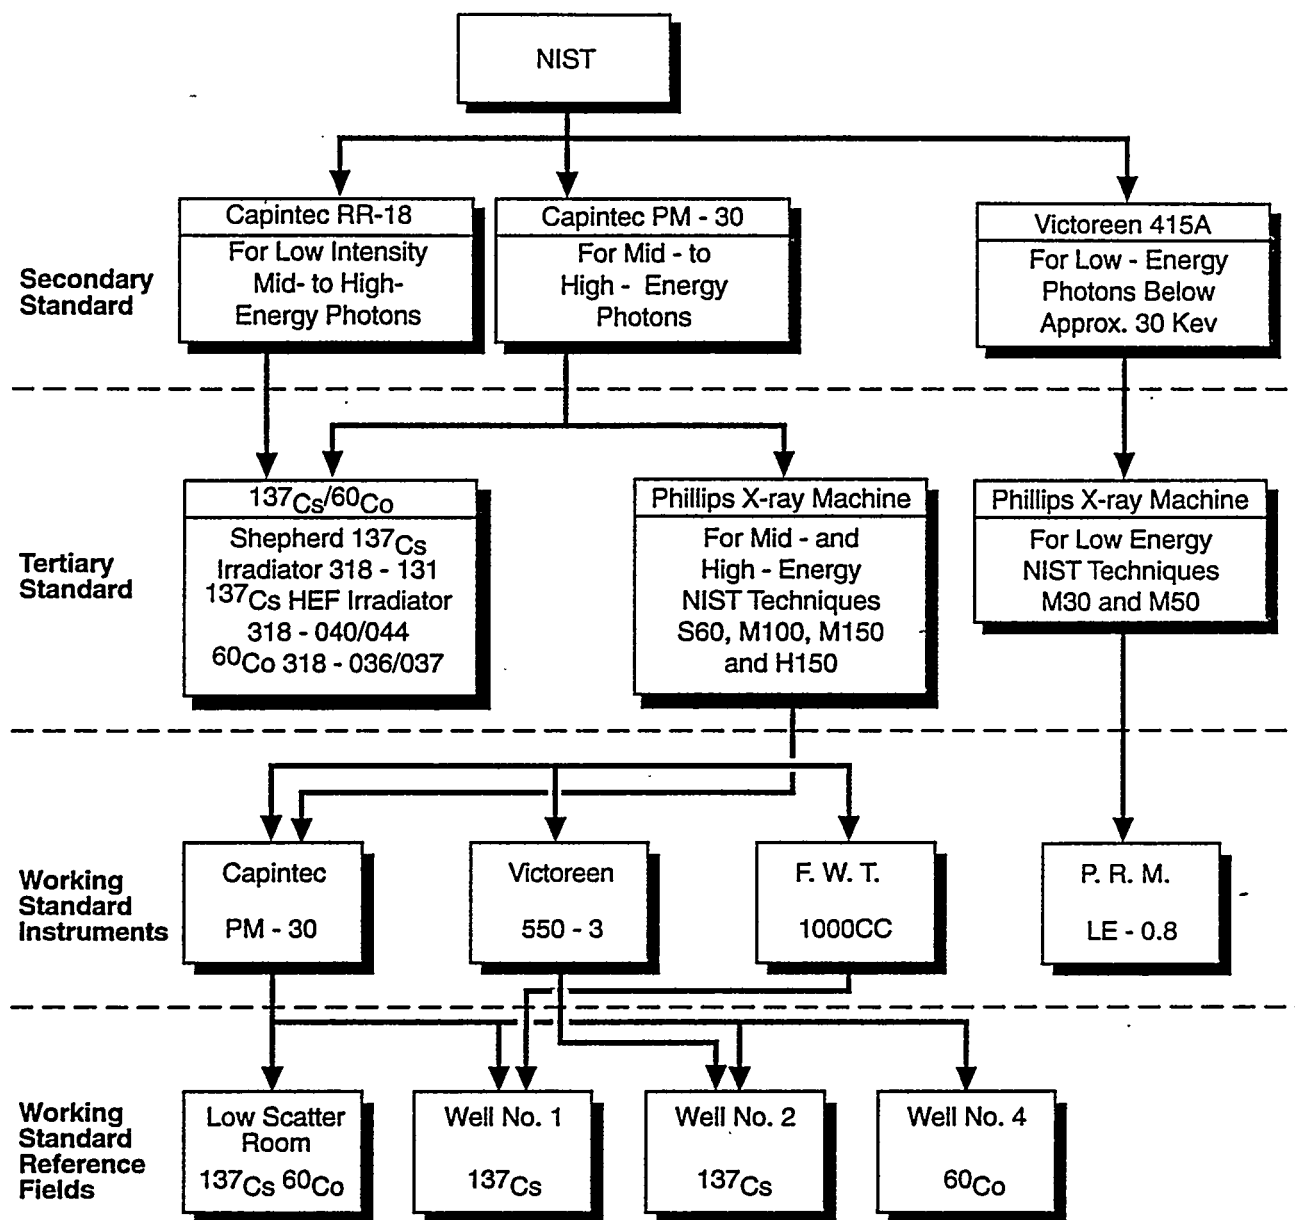 NIST
Secondary
Standard
Capintec RR-18
For Low Intensity
Mid- to High-
Energy Photons
Capintec PM - 30
For Mid - to
High - Energy
Photons
Victoreen 415A
For Low - Energy
Photons Below
Approx. 30 Kev
Tertiary
Standard
137Cs/60Co
Shepherd 137Cs
Irradiator 318 - 131
137Cs HEF Irradiator
318 - 040/044
60Co 318 - 036/037
Phillips X-ray Machine
For Mid - and
High - Energy
NIST Techniques
S60, M100, M150
and H150
Phillips X-ray Machine
For Low Energy
NIST Techniques
M30 and M50
Working
Standard
Instruments
Capintec
PM - 30
Victoreen
550 - 3
F. W. T.
1000CC
P. R. M.
LE - 0.8
Working
Standard
Reference
Fields
Low Scatter
Room
137Cs 60Co
Well No. 1
137Cs
Well No. 2
137Cs
Well No. 4
60Co